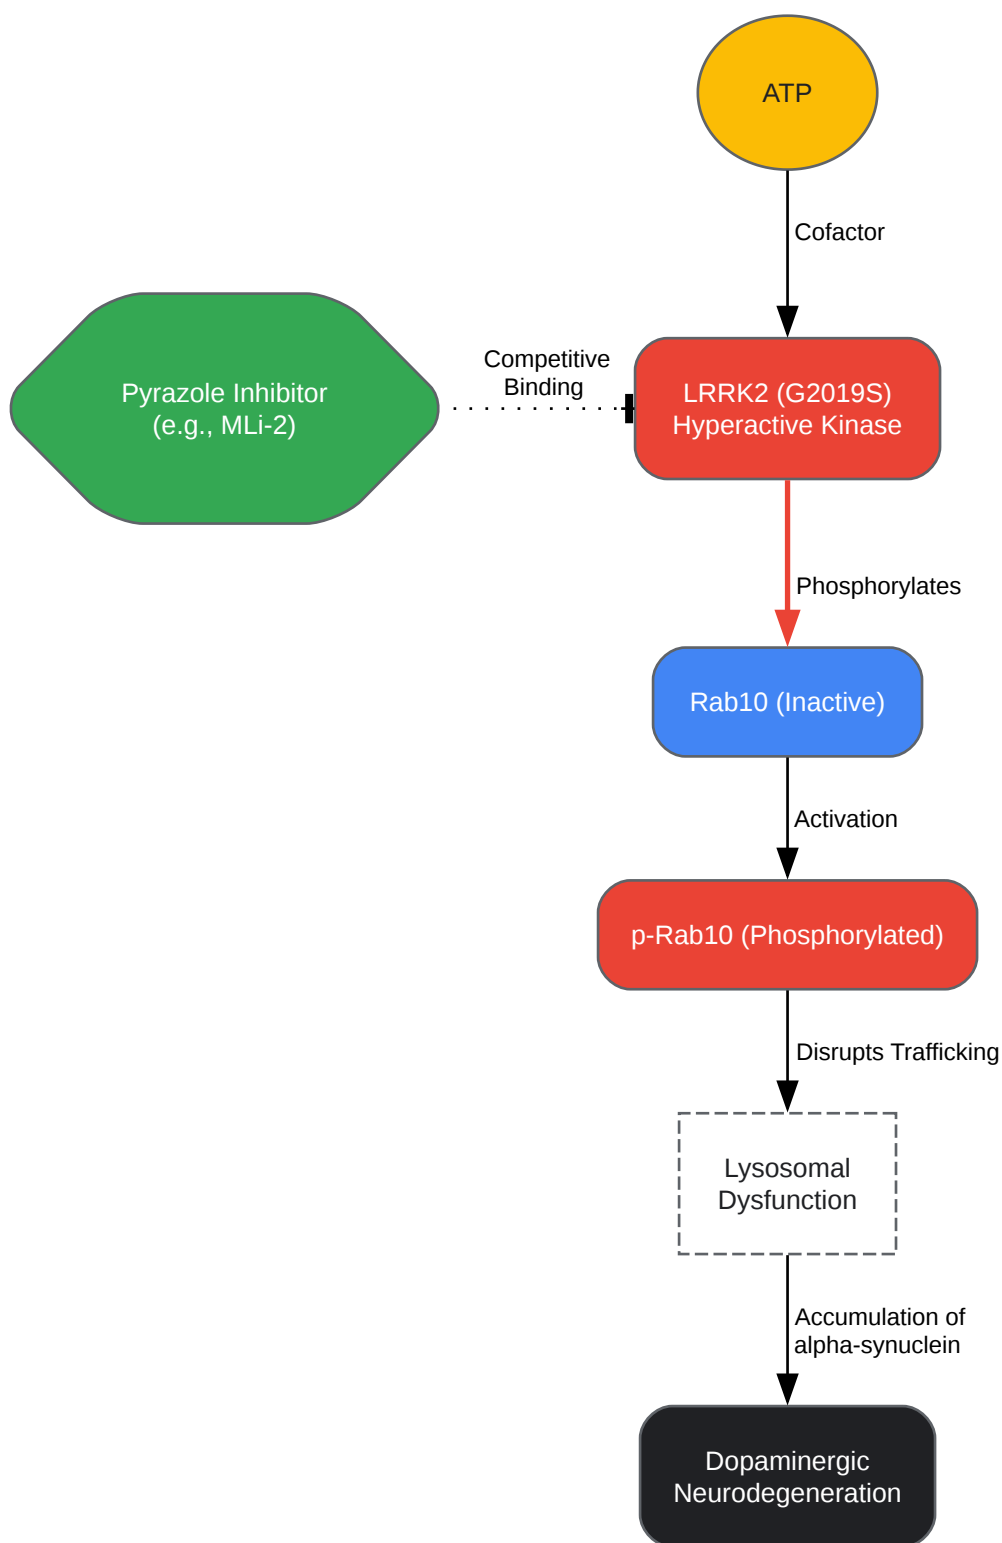 ATP
Cofactor
Competitive
Binding
Pyrazole Inhibitor
(e.g., MLi-2)
LRRK2 (G2019S)
Hyperactive Kinase
Phosphorylates
Rab10 (Inactive)
Activation
p-Rab10 (Phosphorylated)
Disrupts Trafficking
Lysosomal
Dysfunction
Accumulation of
alpha-synuclein
Dopaminergic
Neurodegeneration